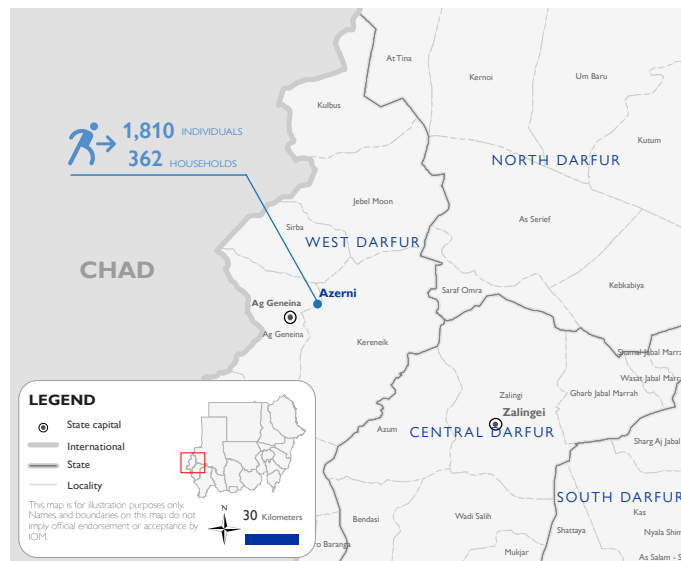 At Tina
Kernoi
Um Baru
Kulbus
1,810 INDIVIDUALS
362 HOUSEHOLDS
Kutum
NORTH DARFUR
Jebel Moon
As Serief
Sirba
WEST DARFUR
CHAD
Kebkabiya
Saraf Omra
Azerni
Ag Geneina
Ag Geneina
Kereneik
Shamal Jabal Marra
Wasat Jabal Marra
Zalingi
Gharb Jabal Marrah
Zalingei
Azum
CENTRAL DARFUR
Sharg Aj Jabal
SOUTH DARFUR
Kas
Bendasi
Wadi Salih
Shattaya
Nyala Shim
ro Baranga
Mukjar
As Salam - S
LEGEND
State capital
International
State
Locality
This map is for illustration purposes only.
Names and boundaries on this map do not
imply official endorsement or acceptance by
IOM.
N
30 Kilometers